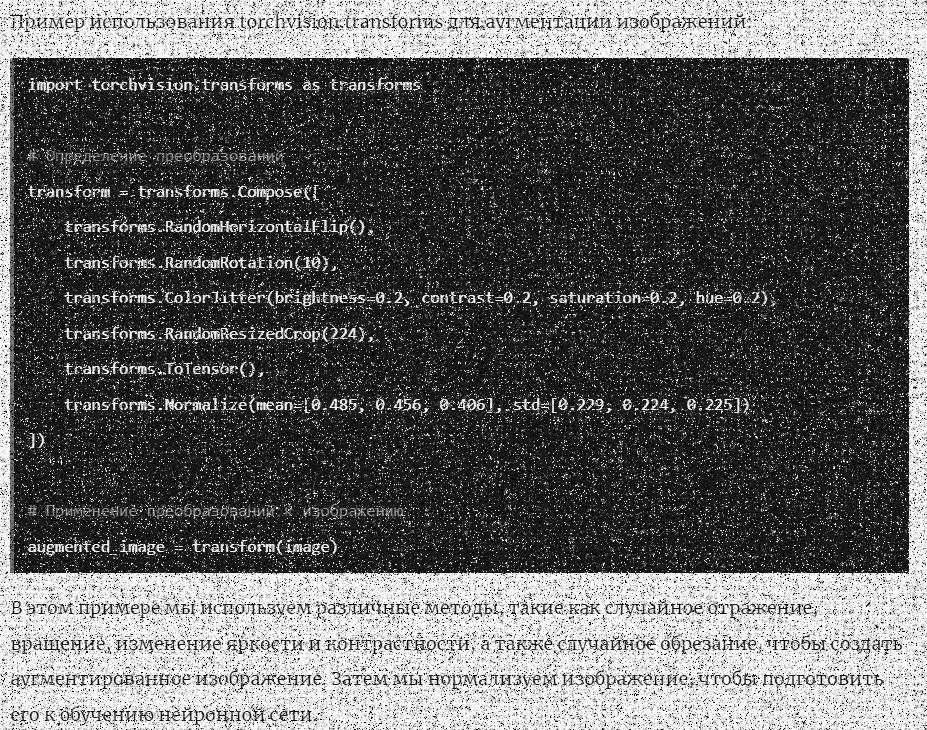 Пример использования torchvision.transforms для аугментации изображений:
import torchvision.transforms as transforms
# Определение преобразований
transform = transforms.Compose([
transforms.RandomHorizontalFlip(),
transforms.RandomRotation(10),
transforms.ColorJitter(brightness=0.2, contrast=0.2, saturation=0.2, hue=0.2),
transforms.RandomResizedCrop(224),
transforms.ToTensor(),
transforms.Normalize(mean=[0.485, 0.456, 0.406], std=[0.229, 0.224, 0.225])
])
# Применение преобразований к изображению
augmented_image = transform(image)
В этом примере мы используем различные методы, такие как случайное отражение,
вращение, изменение яркости и контрастности, а также случайное обрезание, чтобы создать
аугментированное изображение. Затем мы нормализуем изображение, чтобы подготовить
его к обучению нейронной сети.